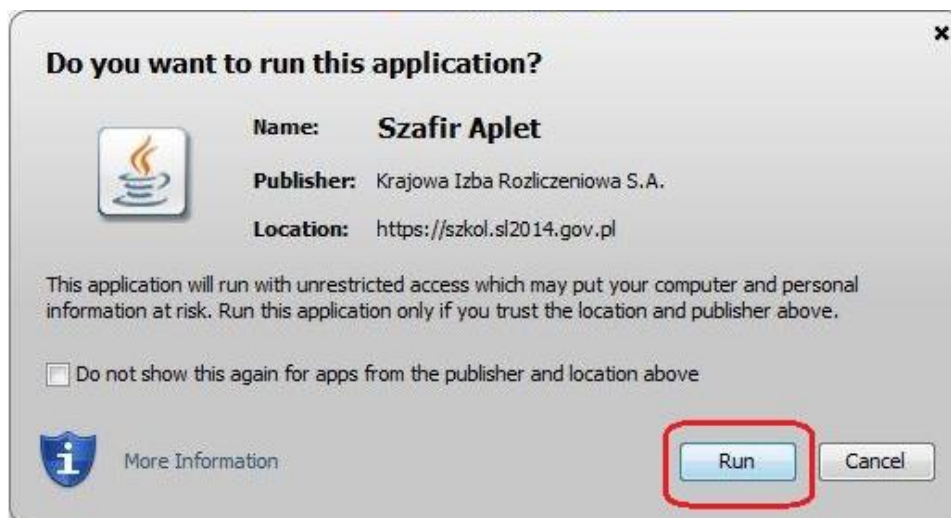 Do you want to run this application?
Name: Szafir Aplet
Publisher: Krajowa Izba Rozliczeniowa S.A.
Location: https://szkol.sl2014.gov.pl
This application will run with unrestricted access which may put your computer and personal
information at risk. Run this application only if you trust the location and publisher above.
Do not show this again for apps from the publisher and location above
More Information
Run Cancel